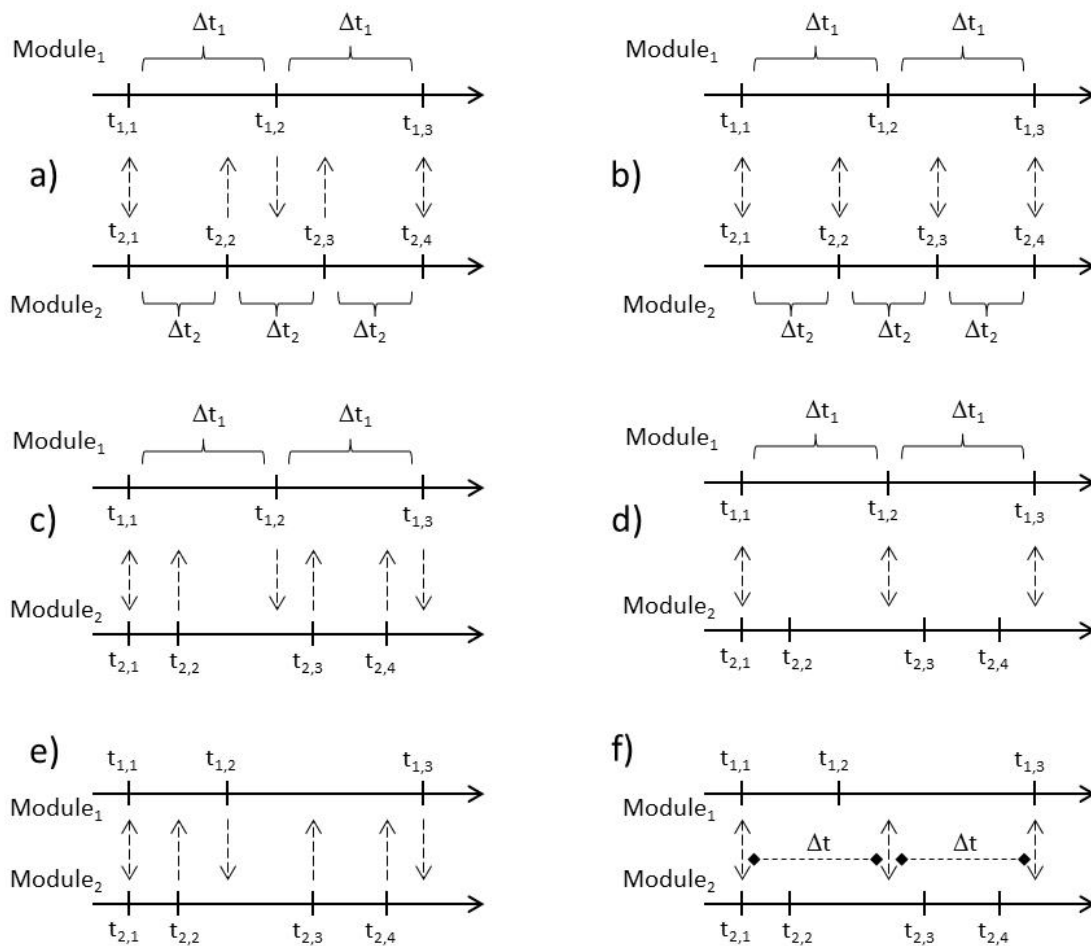 Δt₁ Δt₁
Module₁
t₁,₁ t₁,₂ t₁,₃
a)
t₂,₁ t₂,₂ t₂,₃ t₂,₄
Module₂
Δt₂ Δt₂ Δt₂
Δt₁ Δt₁
Module₁
t₁,₁ t₁,₂ t₁,₃
b)
t₂,₁ t₂,₂ t₂,₃ t₂,₄
Module₂
Δt₂ Δt₂ Δt₂
Δt₁ Δt₁
Module₁
t₁,₁ t₁,₂ t₁,₃
c)
Module₂
t₂,₁ t₂,₂ t₂,₃ t₂,₄
Δt₁ Δt₁
Module₁
t₁,₁ t₁,₂ t₁,₃
d)
Module₂
t₂,₁ t₂,₂ t₂,₃ t₂,₄
e)
t₁,₁ t₁,₂ t₁,₃
Module₁
Module₂
t₂,₁ t₂,₂ t₂,₃ t₂,₄
f)
t₁,₁ t₁,₂ t₁,₃
Module₁
Δt Δt
Module₂
t₂,₁ t₂,₂ t₂,₃ t₂,₄